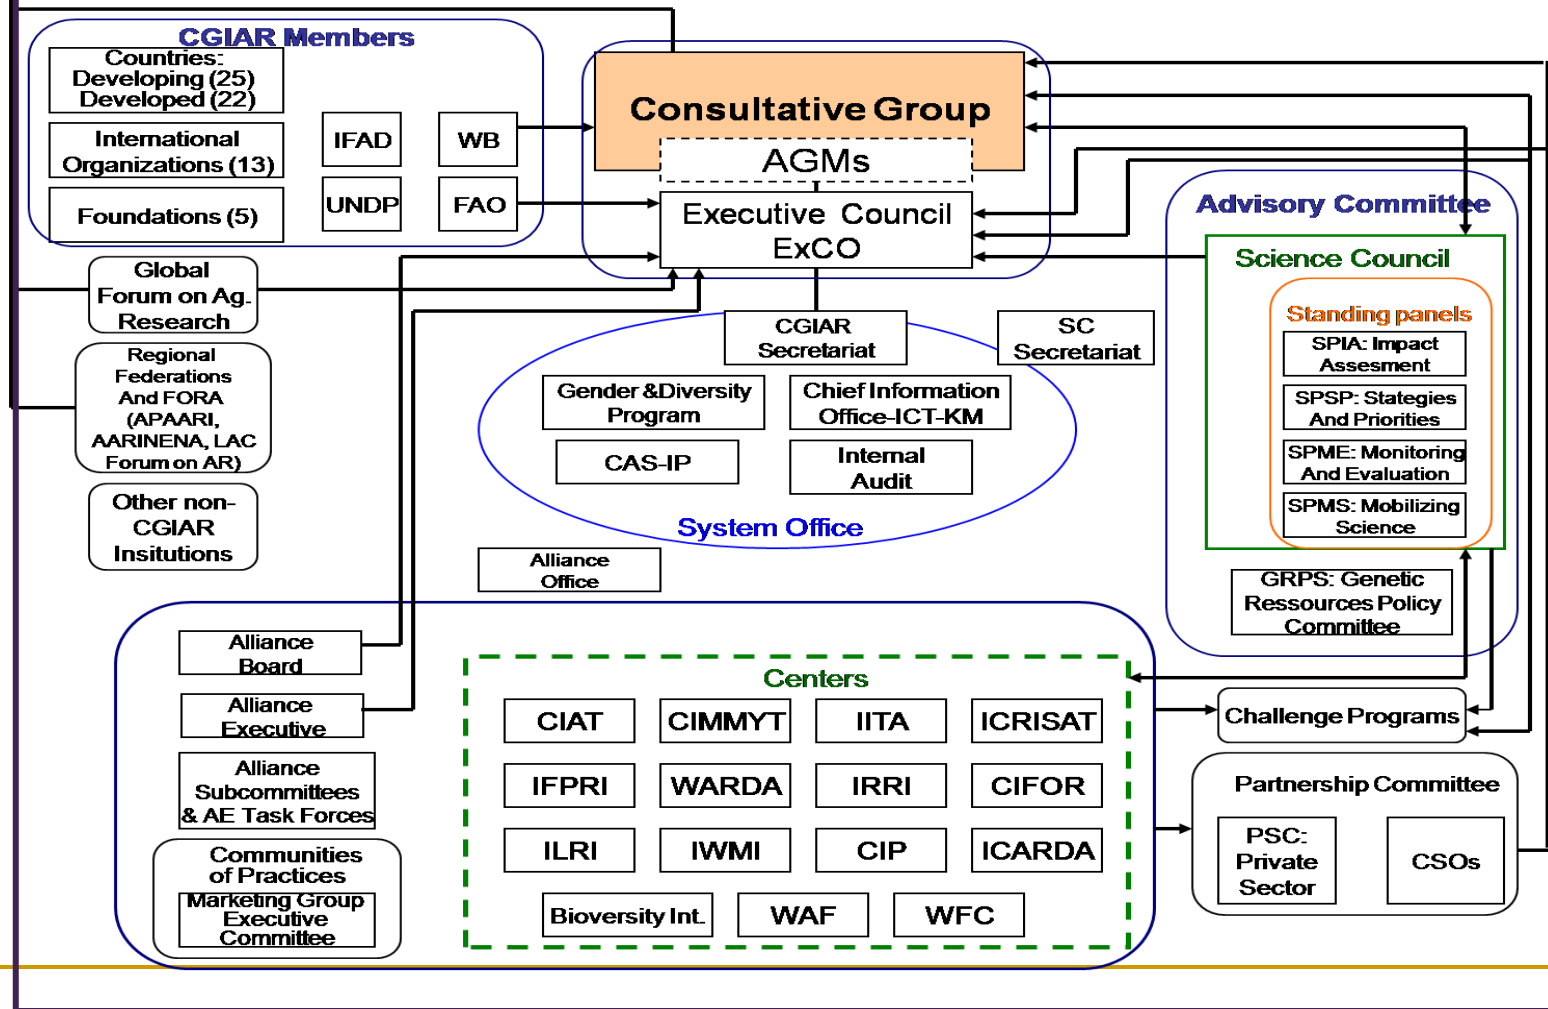 CGIAR Members
Countries:
Developing (25)
Developed (22)
International
Organizations (13)
Foundations (5)
IFAD
WB
UNDP
FAO
Consultative Group
AGMs
Executive Council
ExCO
Global
Forum on Ag.
Research
Regional
Federations
And FORA
(APAARI,
AARINENA, LAC
Forum on AR)
Other non-
CGIAR
Insitutions
CGIAR
Secretariat
SC
Secretariat
Gender &Diversity
Program
Chief Information
Office-ICT-KM
CAS-IP
Internal
Audit
System Office
Alliance
Office
Advisory Committee
Science Council
Standing panels
SPIA: Impact
Assesment
SPSP: Stategies
And Priorities
SPME: Monitoring
And Evaluation
SPMS: Mobilizing
Science
GRPS: Genetic
Ressources Policy
Committee
Alliance
Board
Alliance
Executive
Alliance
Subcommittees
& AE Task Forces
Communities
of Practices
Marketing Group
Executive
Committee
Centers
CIAT
CIMMYT
IITA
ICRISAT
IFPRI
WARDA
IRRI
CIFOR
ILRI
IWMI
CIP
ICARDA
Bioversity Int.
WAF
WFC
Challenge Programs
Partnership Committee
PSC:
Private
Sector
CSOs